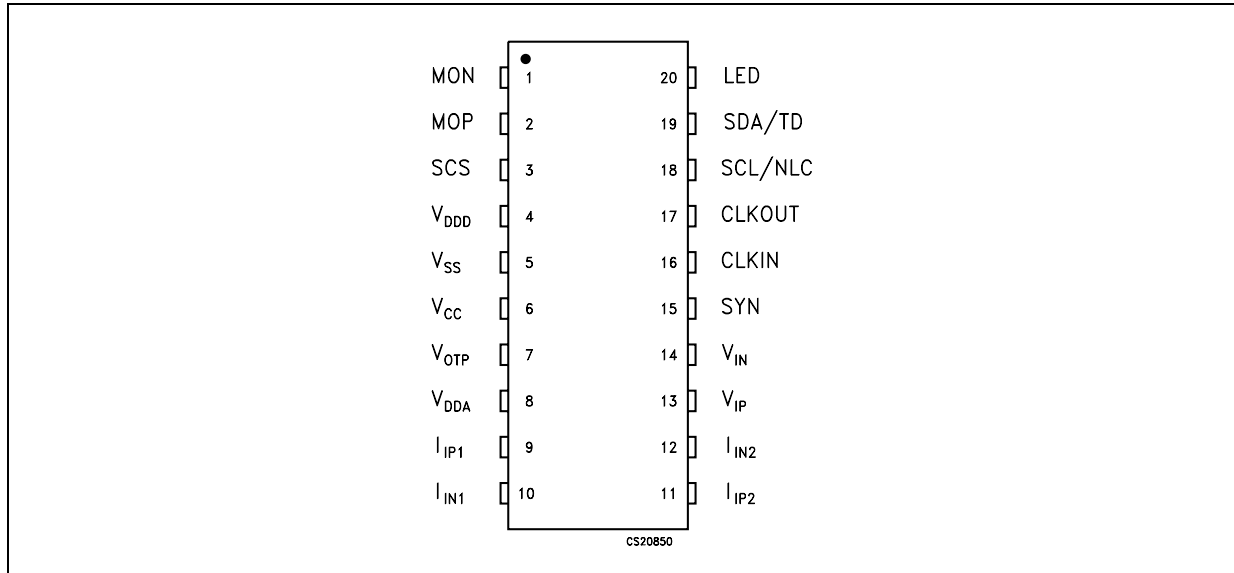 MON 1 20 LED
MOP 2 19 SDA/TD
SCS 3 18 SCL/NLC
VDDD 4 17 CLKOUT
VSS 5 16 CLKIN
VCC 6 15 SYN
VOTP 7 14 VIN
VDDA 8 13 VIP
IIP1 9 12 IIN2
IIN1 10 11 IIP2
CS20850